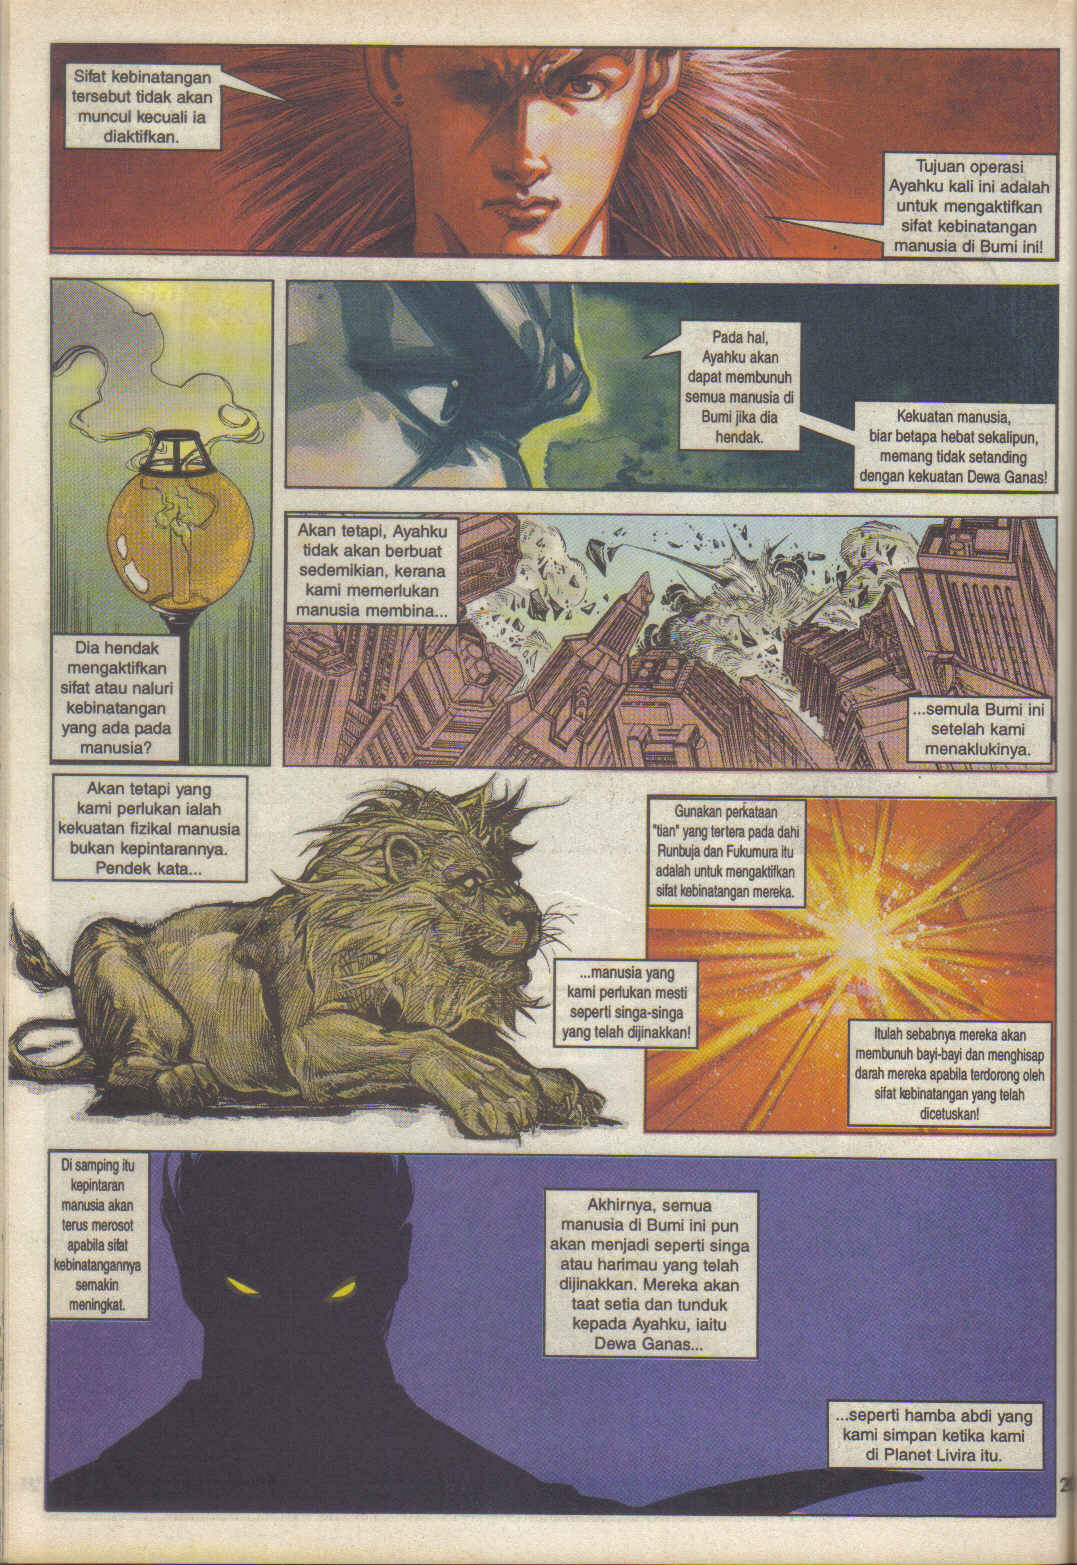 Sifat kebinatangan
tersebut tidak akan
muncul kecuali ia
diaktifkan.
Tujuan operasi
Ayahku kali ini adalah
untuk mengaktifkan
sifat kebinatangan
manusia di Bumi ini!
Dia hendak
mengaktifkan
sifat atau naluri
kebinatangan
yang ada pada
manusia?
Pada hal,
Ayahku akan
dapat membunuh
semua manusia di
Bumi jika dia
hendak.
Kekuatan manusia,
biar betapa hebat sekalipun,
memang tidak setanding
dengan kekuatan Dewa Ganas!
Akan tetapi, Ayahku
tidak akan berbuat
sedemikian, kerana
kami memerlukan
manusia membina...
...semula Bumi ini
setelah kami
menaklukinya.
Akan tetapi yang
kami perlukan ialah
kekuatan fizikal manusia
bukan kepintarannya.
Pendek kata...
...manusia yang
kami perlukan mesti
seperti singa-singa
yang telah dijinakkan!
Gunakan perkataan
"tian" yang tertera pada dahi
Runbuja dan Fukumura itu
adalah untuk mengaktifkan
sifat kebinatangan mereka.
Itulah sebabnya mereka akan
membunuh bayi-bayi dan menghisap
darah mereka apabila terdorong oleh
sifat kebinatangan yang telah
dicetuskan!
Di samping itu
kepintaran
manusia akan
terus merosot
apabila sifat
kebinatangannya
semakin
meningkat.
Akhirnya, semua
manusia di Bumi ini pun
akan menjadi seperti singa
atau harimau yang telah
dijinakkan. Mereka akan
taat setia dan tunduk
kepada Ayahku, iaitu
Dewa Ganas...
...seperti hamba abdi yang
kami simpan ketika kami
di Planet Livira itu.